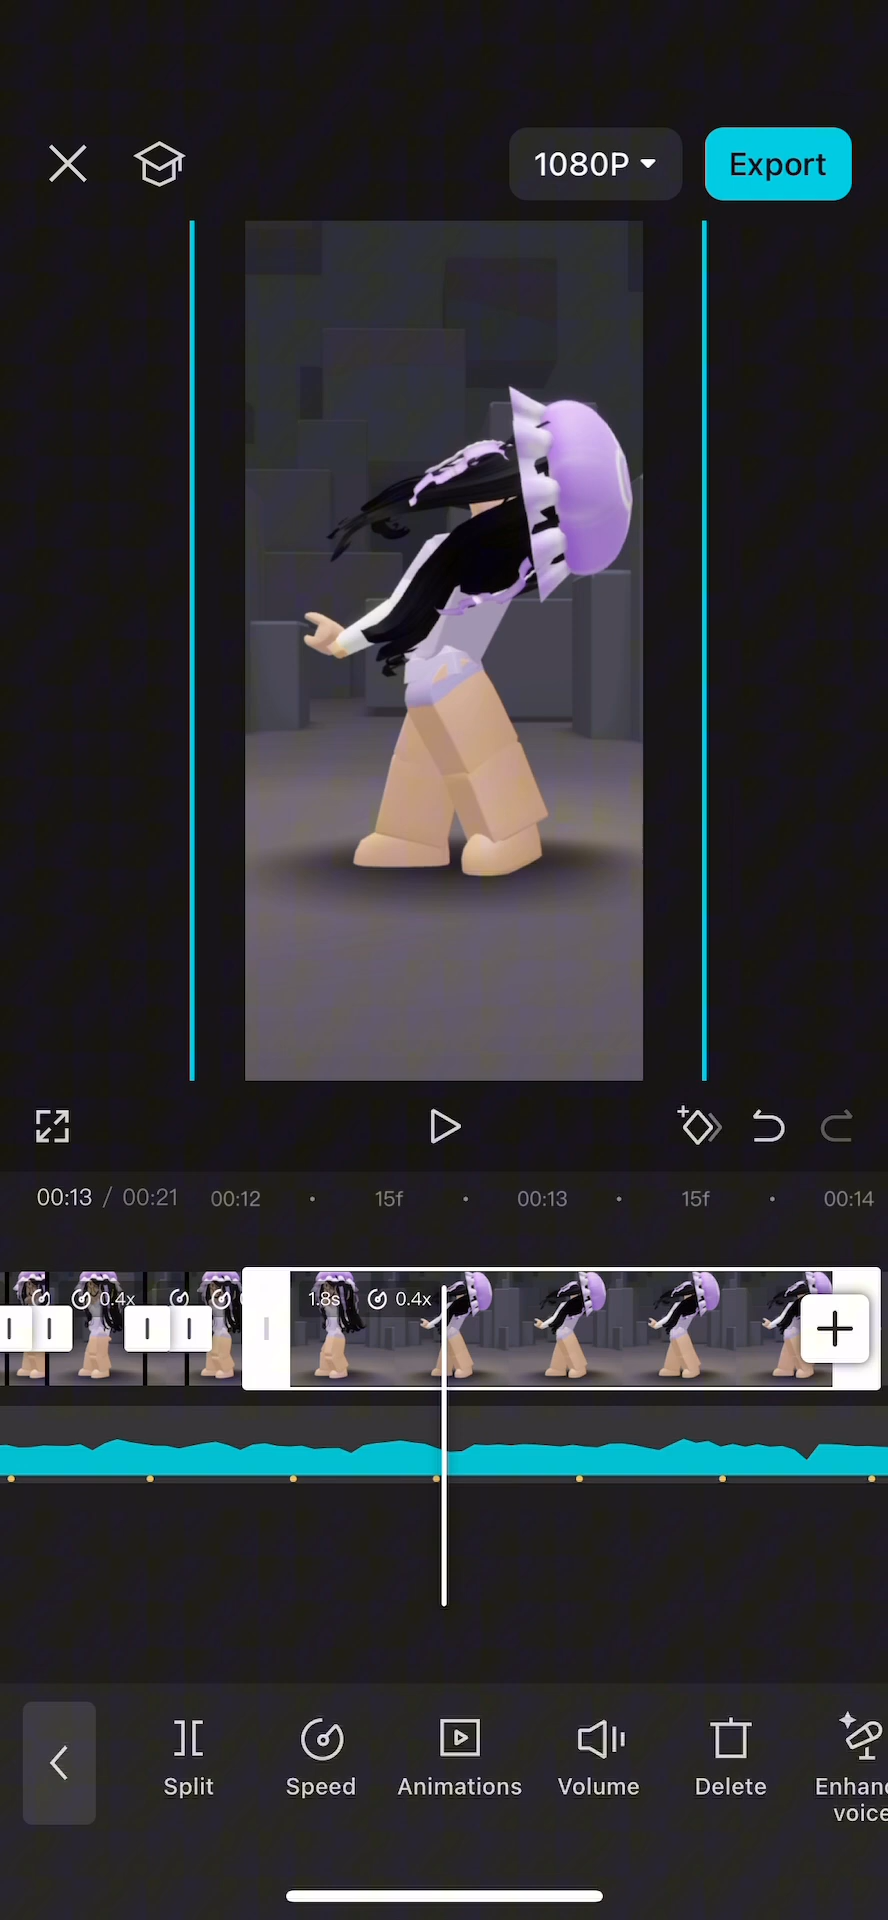 1080P
Export
00:13 / 00:21 00:12 15f 00:13 15f 00:14
0.4x 1.8s 0.4x
Split Speed Animations Volume Delete Enhanc
voice